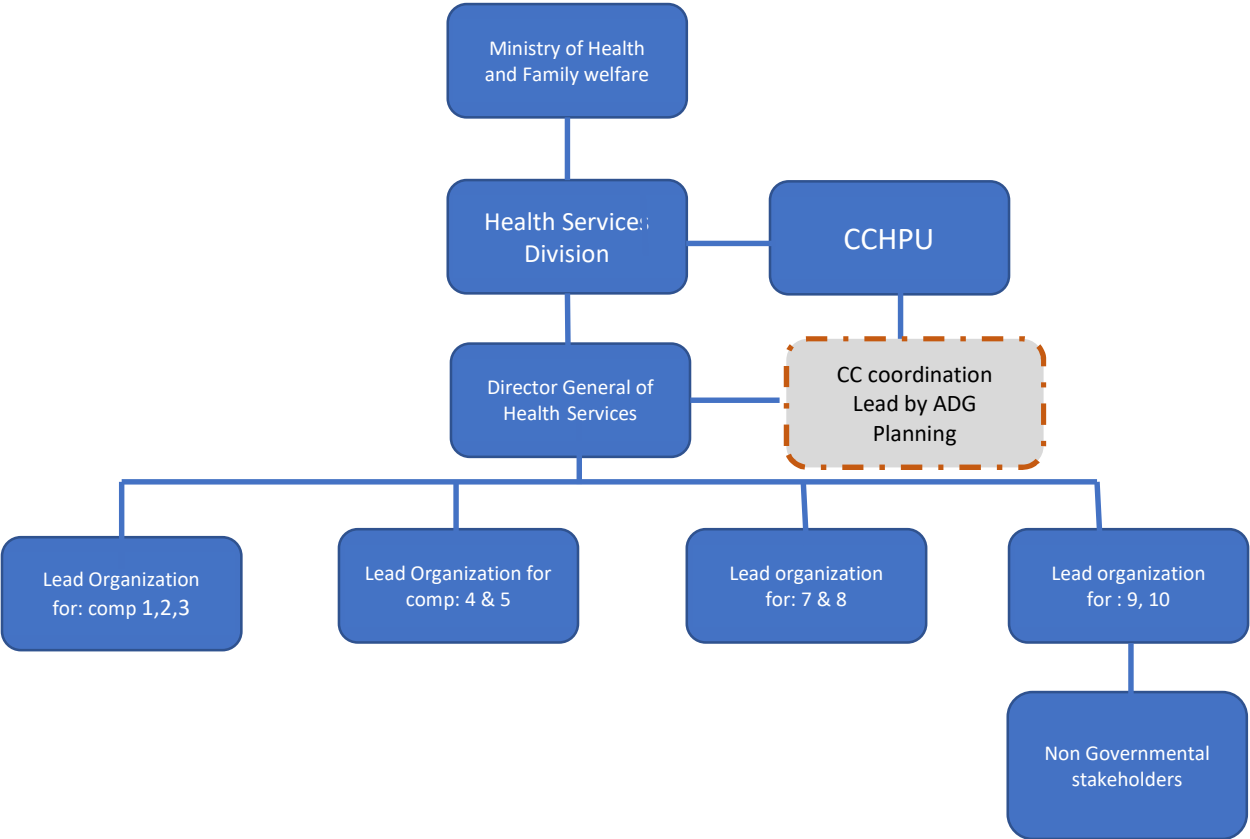 Ministry of Health
and Family welfare
Health Services
Division
CCHPU
Director General of
Health Services
CC coordination
Lead by ADG
Planning
Lead Organization
for: comp 1,2,3
Lead Organization for
comp: 4 & 5
Lead organization
for: 7 & 8
Lead organization
for : 9, 10
Non Governmental
stakeholders